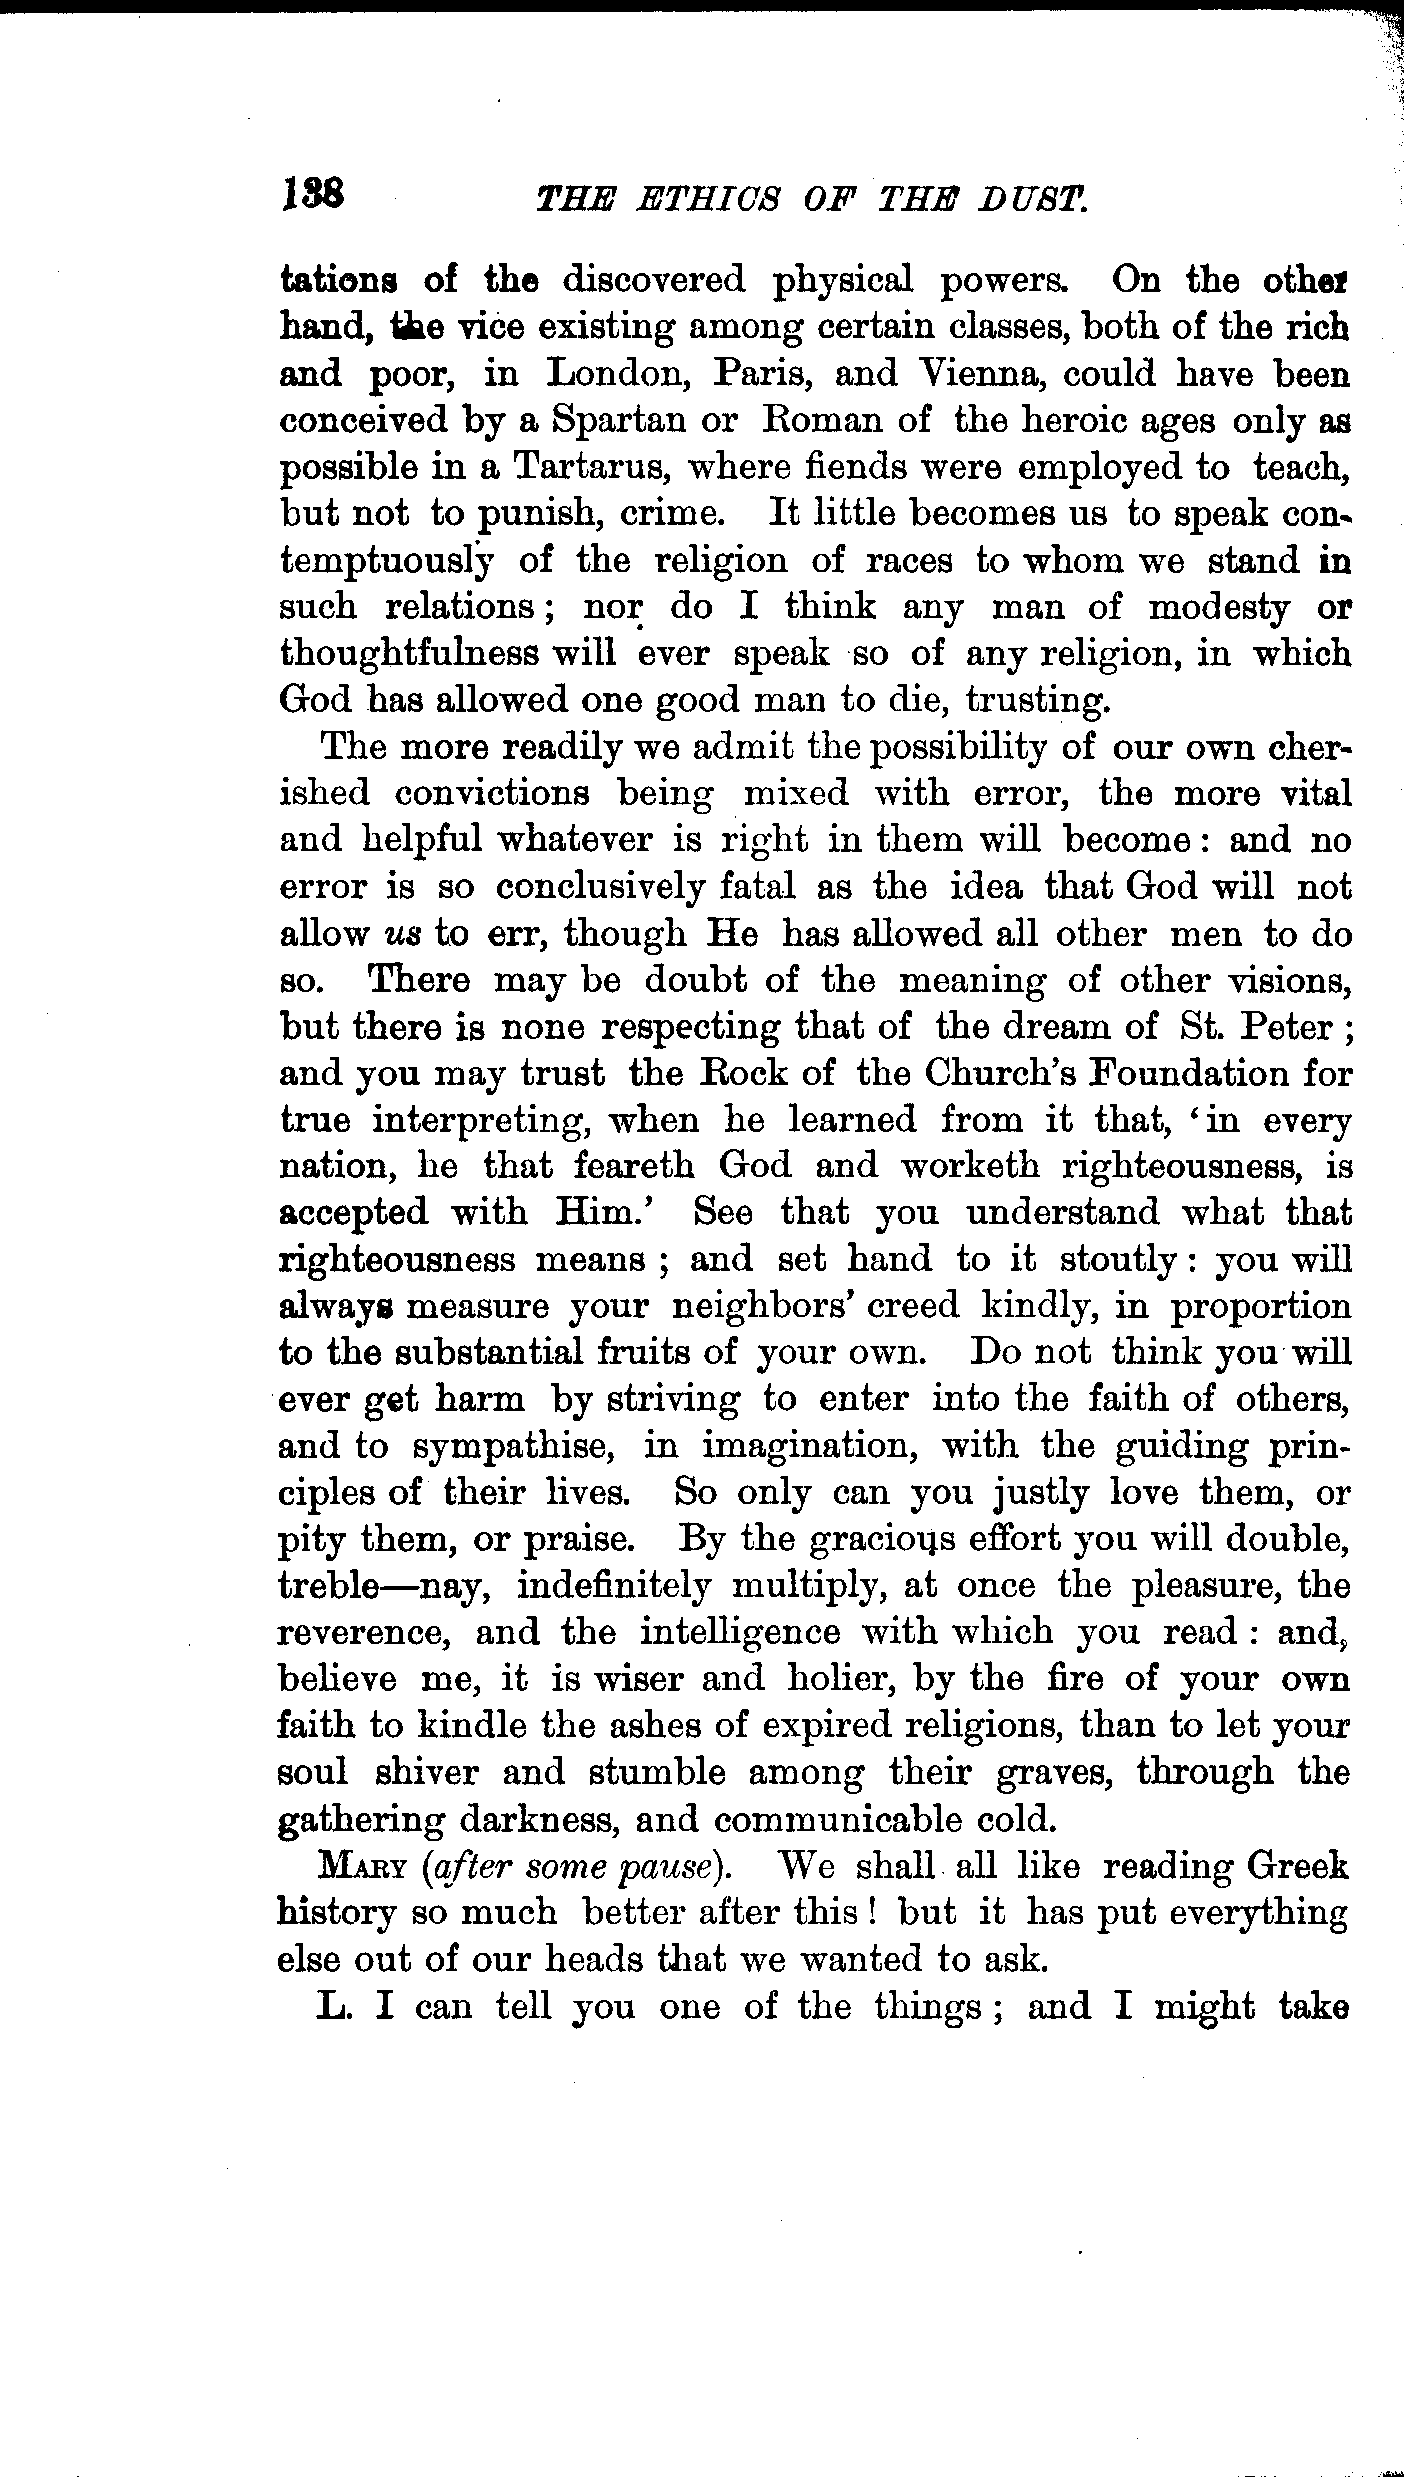 138 THE ETHICS OF THE DUST.
tations of the discovered physical powers. On the other
hand, the vice existing among certain classes, both of the rich
and poor, in London, Paris, and Vienna, could have been
conceived by a Spartan or Roman of the heroic ages only as
possible in a Tartarus, where fiends were employed to teach,
but not to punish, crime. It little becomes us to speak con-
temptuously of the religion of races to whom we stand in
such relations; nor do I think any man of modesty or
thoughtfulness will ever speak so of any religion, in which
God has allowed one good man to die, trusting.
The more readily we admit the possibility of our own cher-
ished convictions being mixed with error, the more vital
and helpful whatever is right in them will become: and no
error is so conclusively fatal as the idea that God will not
allow us to err, though He has allowed all other men to do
so. There may be doubt of the meaning of other visions,
but there is none respecting that of the dream of St. Peter;
and you may trust the Rock of the Church's Foundation for
true interpreting, when he learned from it that, 'in every
nation, he that feareth God and worketh righteousness, is
accepted with Him.' See that you understand what that
righteousness means; and set hand to it stoutly: you will
always measure your neighbors' creed kindly, in proportion
to the substantial fruits of your own. Do not think you will
ever get harm by striving to enter into the faith of others,
and to sympathise, in imagination, with the guiding prin-
ciples of their lives. So only can you justly love them, or
pity them, or praise. By the gracious effort you will double,
treble—nay, indefinitely multiply, at once the pleasure, the
reverence, and the intelligence with which you read: and,
believe me, it is wiser and holier, by the fire of your own
faith to kindle the ashes of expired religions, than to let your
soul shiver and stumble among their graves, through the
gathering darkness, and communicable cold.
MARY (after some pause). We shall all like reading Greek
history so much better after this! but it has put everything
else out of our heads that we wanted to ask.
L. I can tell you one of the things; and I might take